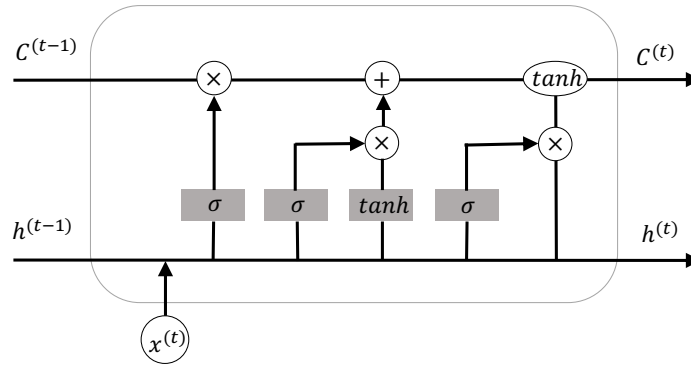 C^(t−1)
C^(t)
×
+
tanh
×
×
σ
σ
tanh
σ
h^(t−1)
h^(t)
x^(t)